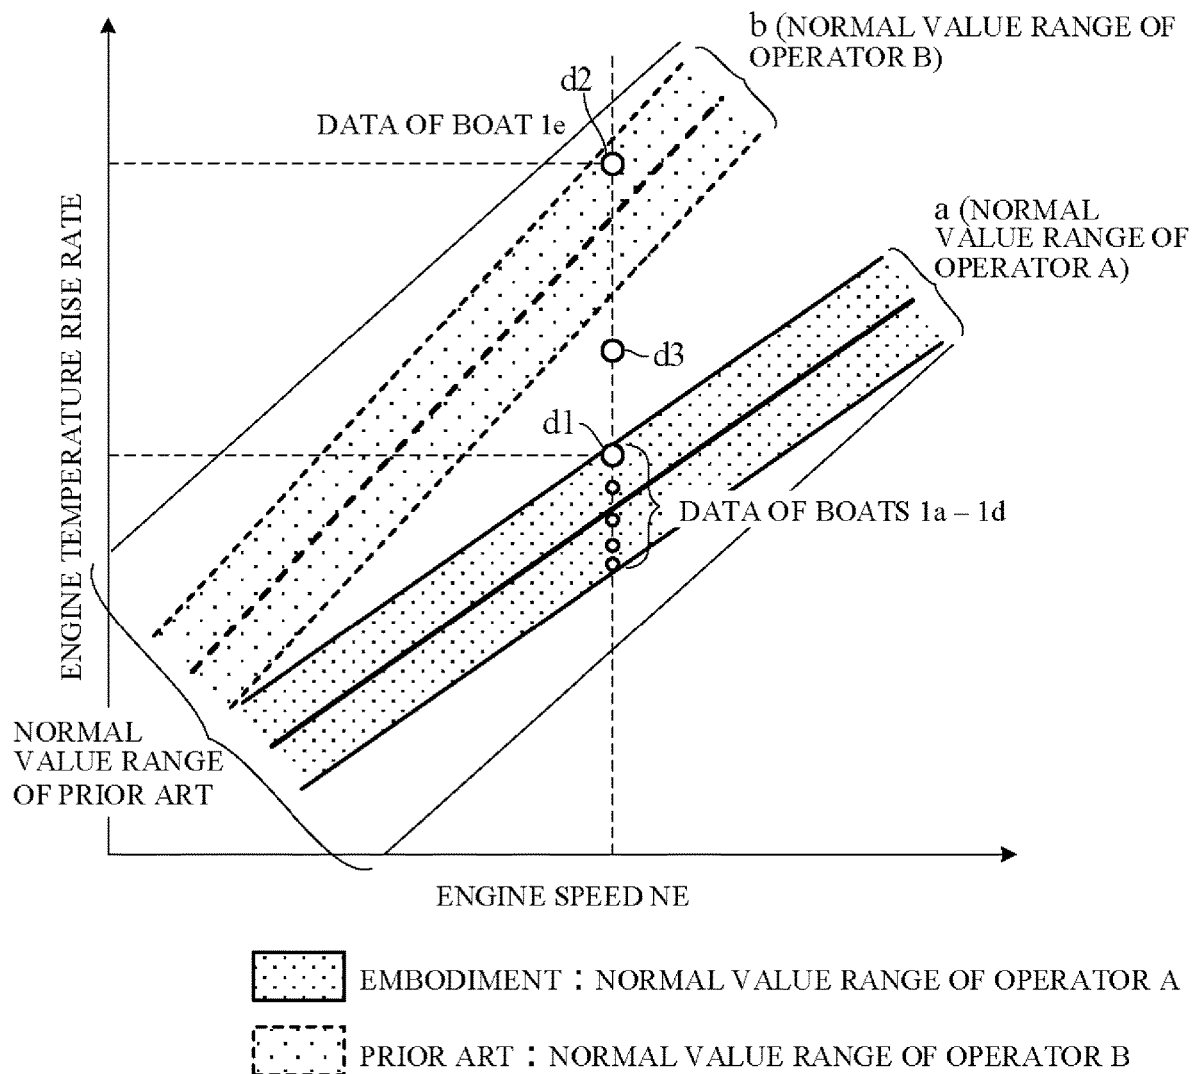 b (NORMAL VALUE RANGE OF
OPERATOR B)
d2
DATA OF BOAT 1e
a (NORMAL
VALUE RANGE OF
OPERATOR A)
ENGINE TEMPERATURE RISE RATE
d3
d1
DATA OF BOATS 1a – 1d
NORMAL
VALUE RANGE
OF PRIOR ART
ENGINE SPEED NE
EMBODIMENT : NORMAL VALUE RANGE OF OPERATOR A
PRIOR ART : NORMAL VALUE RANGE OF OPERATOR B